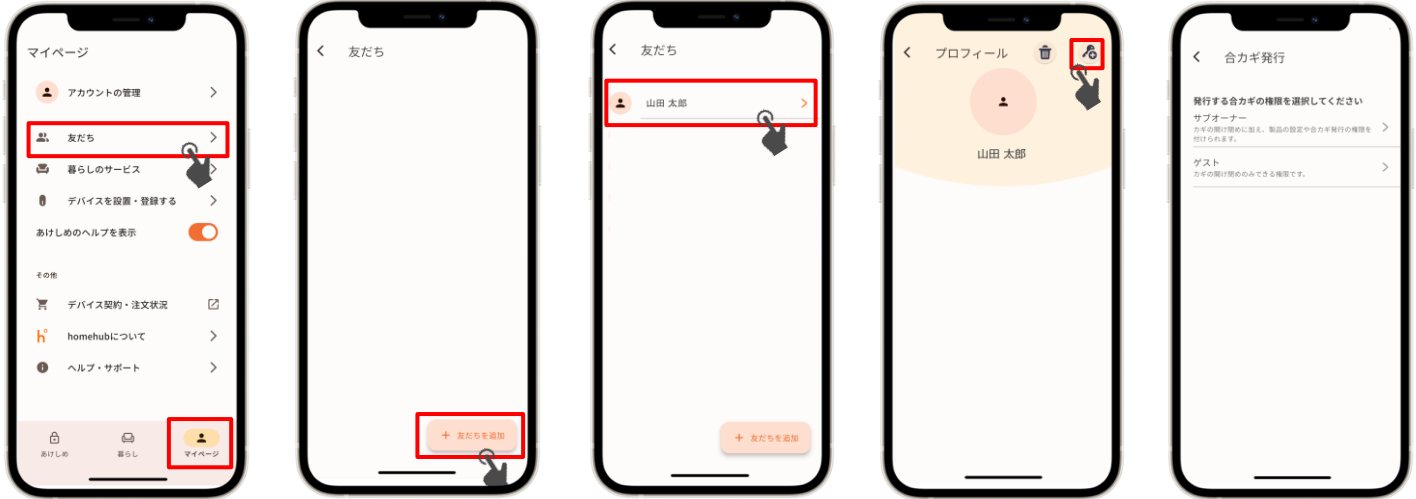 マイページ
アカウントの管理
友だち
暮らしのサービス
デバイスを設置・登録する
あけしめのヘルプを表示
その他
デバイス契約・注文状況
homehubについて
ヘルプ・サポート
あけしめ
暮らし
マイページ
友だち
+ 友だちを追加
友だち
山田 太郎
+ 友だちを追加
プロフィール
山田 太郎
合カギ発行
発行する合カギの権限を選択してください
サブオーナー
カギの開け閉めに加え、製品の設定や合カギ発行の権限を
付けられます。
ゲスト
カギの開け閉めのみできる権限です。